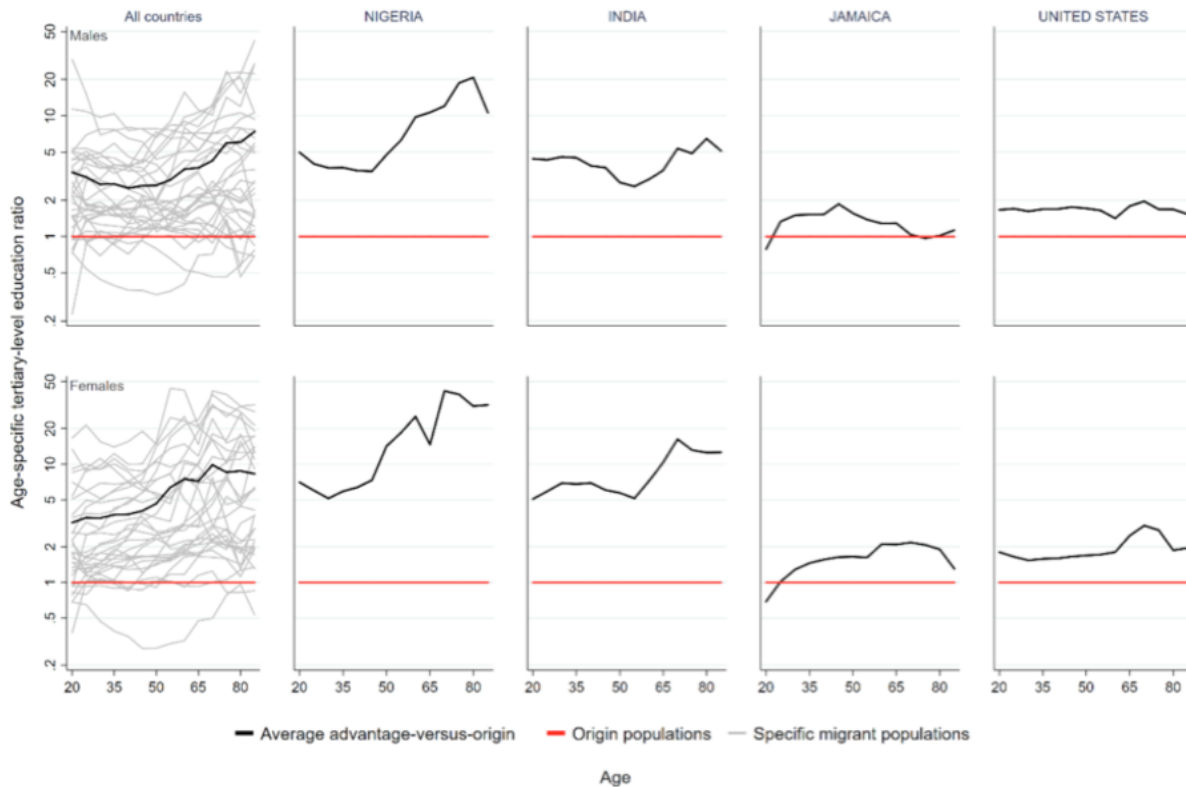 All countries NIGERIA INDIA JAMAICA UNITED STATES
Age-specific tertiary-level education ratio
Males
50
20
10
5
2
1
.5
.2
Females
50
20
10
5
2
1
.5
.2
20 35 50 65 80 20 35 50 65 80 20 35 50 65 80 20 35 50 65 80 20 35 50 65 80
Average advantage-versus-origin Origin populations Specific migrant populations
Age